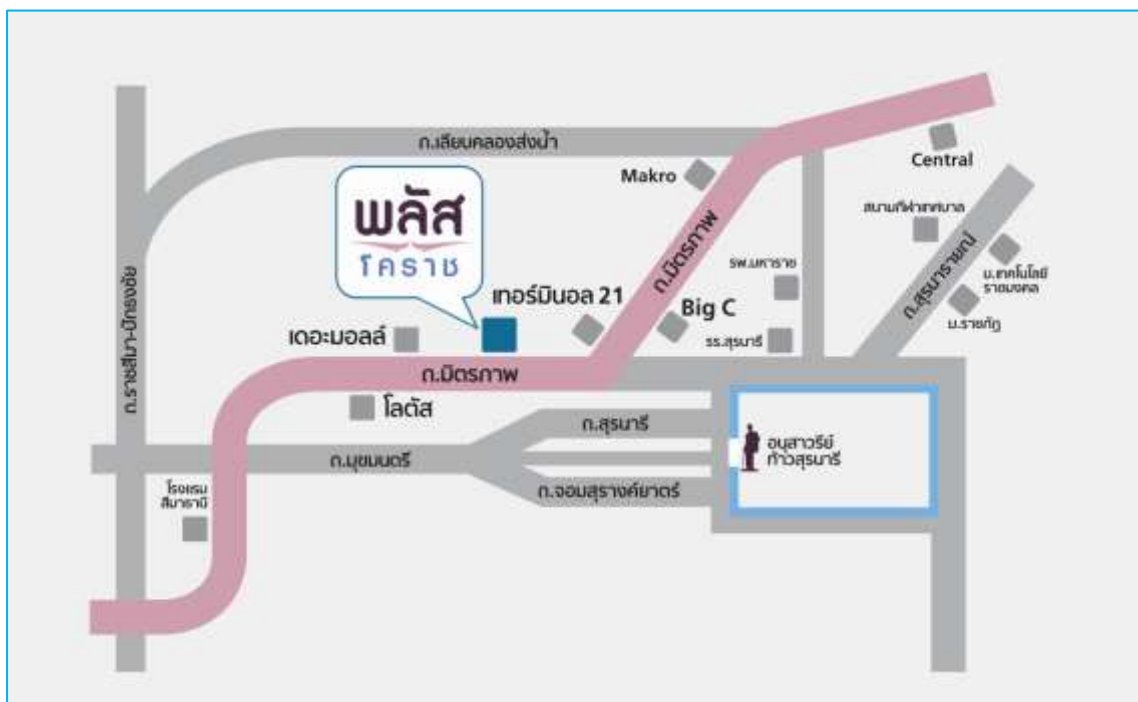 ถ.เลียบคลองส่งน้ำ
Central
Makro
พลัส
โคราช
สนามกีฬาเทศบาล
ถ.มิตรภาพ
รพ.มหาราช
ถ.สุรนารายณ์
ม.เทคโนโลยี
ราชมงคล
เทอร์มินอล 21
Big C
ม.ราชภัฏ
เดอะมอลล์
รร.สุรนารี
ถ.ราชสีมา-ปักธงชัย
ถ.มิตรภาพ
โลตัส
ถ.สุรนารี
อนุสาวรีย์
ท้าวสุรนารี
ถ.มุขมนตรี
ถ.จอมสุรางค์ยาตร์
โรงแรม
สีมาธานี